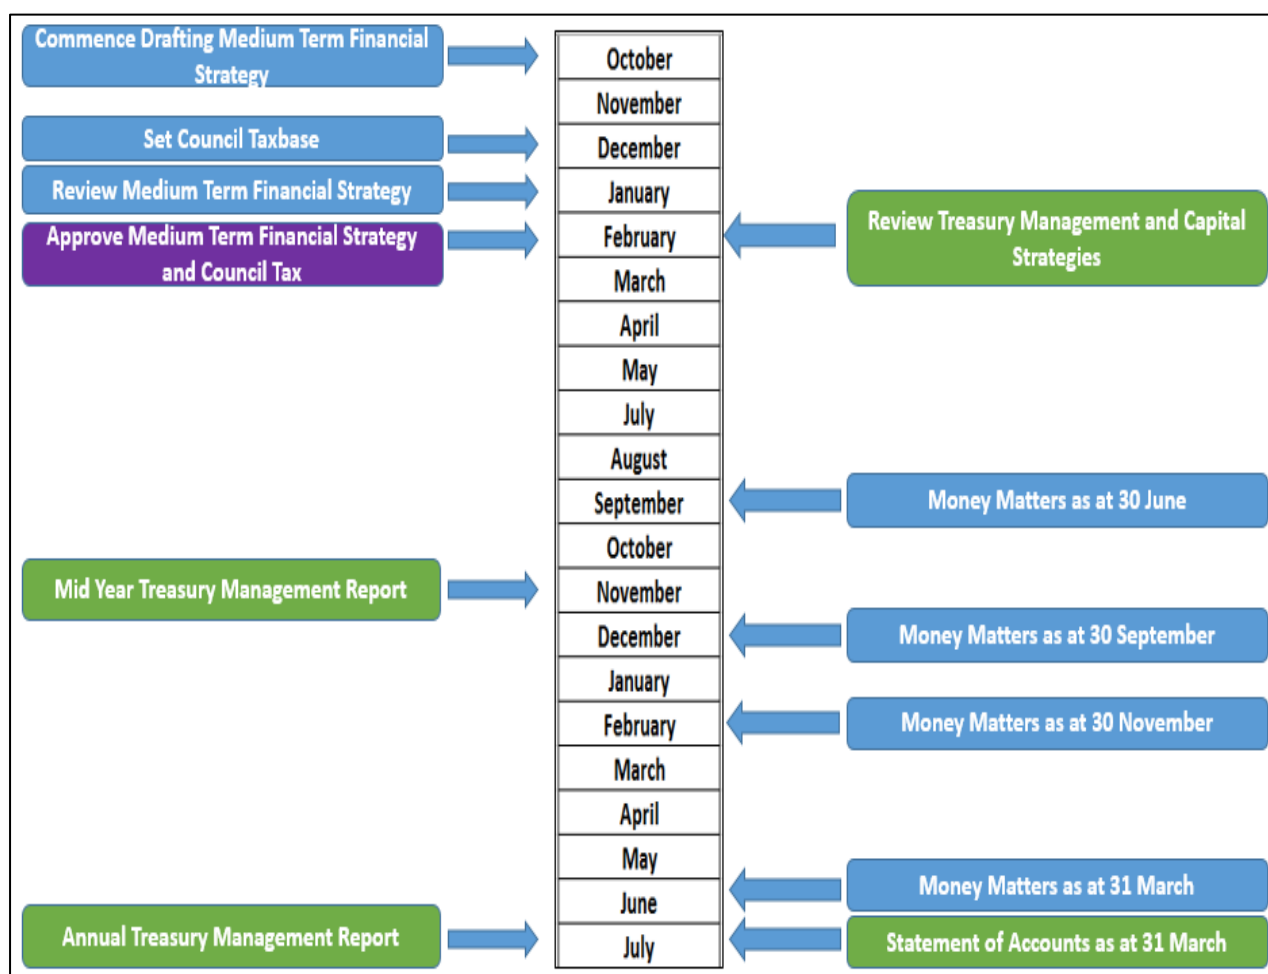 Commence Drafting Medium Term Financial
Strategy
Set Council Taxbase
Review Medium Term Financial Strategy
Approve Medium Term Financial Strategy
and Council Tax
Mid Year Treasury Management Report
Annual Treasury Management Report
October
November
December
January
February
March
April
May
July
August
September
October
November
December
January
February
March
April
May
June
July
Review Treasury Management and Capital
Strategies
Money Matters as at 30 June
Money Matters as at 30 September
Money Matters as at 30 November
Money Matters as at 31 March
Statement of Accounts as at 31 March